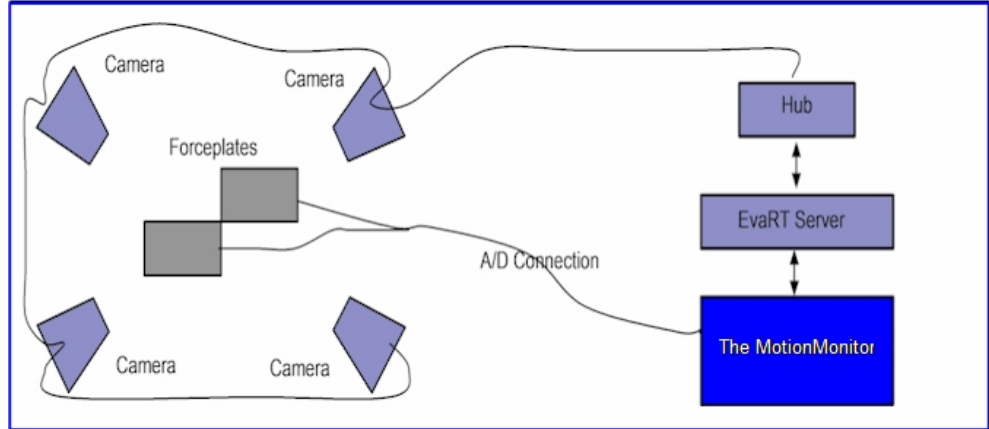 Camera
Camera
Hub
Forceplates
EvaRT Server
A/D Connection
The MotionMonitor
Camera
Camera